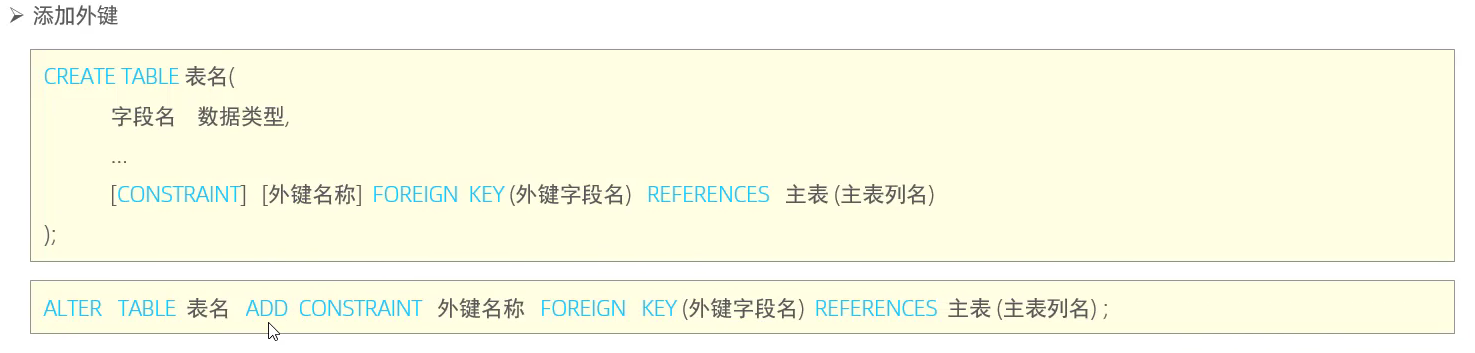 ➢ 添加外键
CREATE TABLE 表名(
字段名 数据类型,
...
[CONSTRAINT] [外键名称] FOREIGN KEY (外键字段名) REFERENCES 主表 (主表列名)
);
ALTER TABLE 表名 ADD CONSTRAINT 外键名称 FOREIGN KEY (外键字段名) REFERENCES 主表 (主表列名) ;